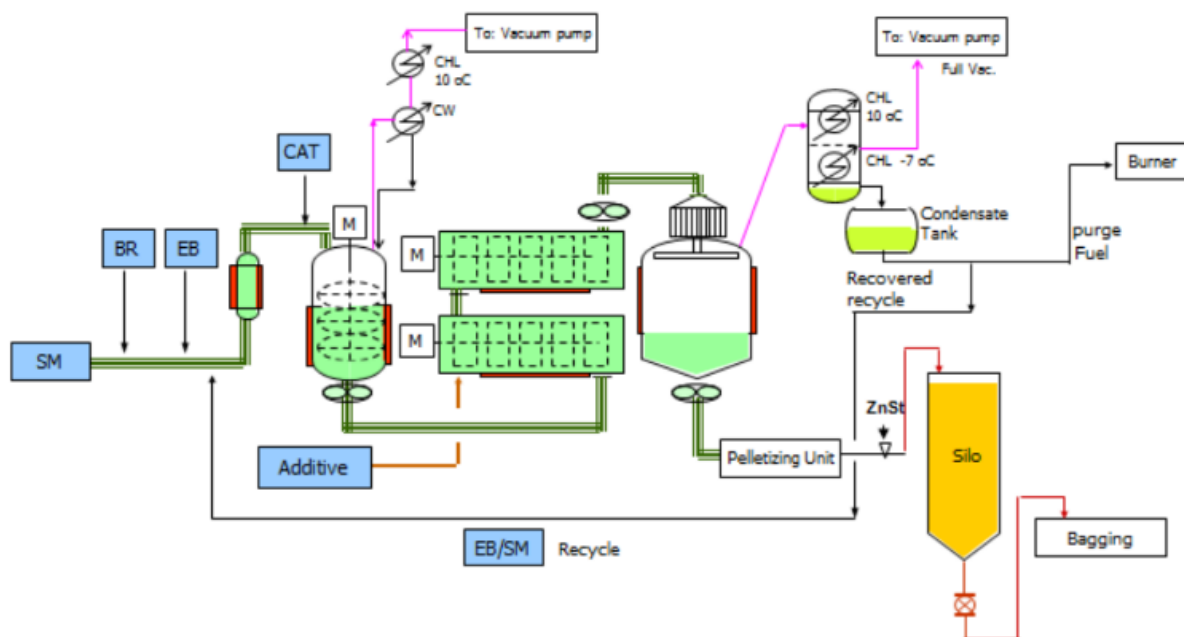 To: Vacuum pump
CHL
10 oC
CW
To: Vacuum pump
Full Vac.
CHL
10 oC
CHL -7 oC
Burner
Condensate
Tank
purge
Fuel
Recovered
recycle
CAT
M
BR
EB
M
M
SM
ZnSt
Additive
Pelletizing Unit
Silo
EB/SM Recycle
Bagging